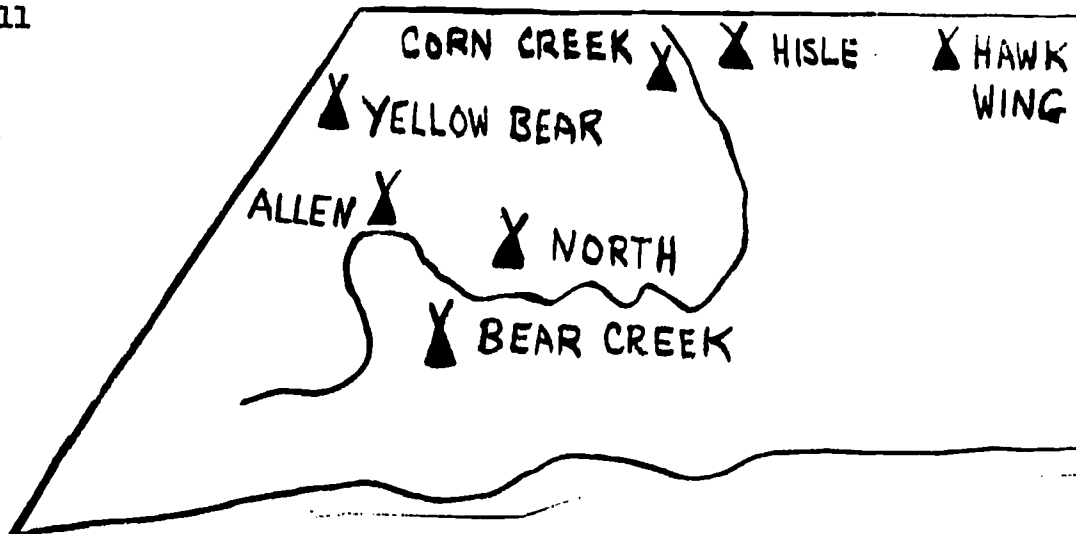 11
CORN CREEK
HISLE
HAWK
WING
YELLOW BEAR
ALLEN
NORTH
BEAR CREEK